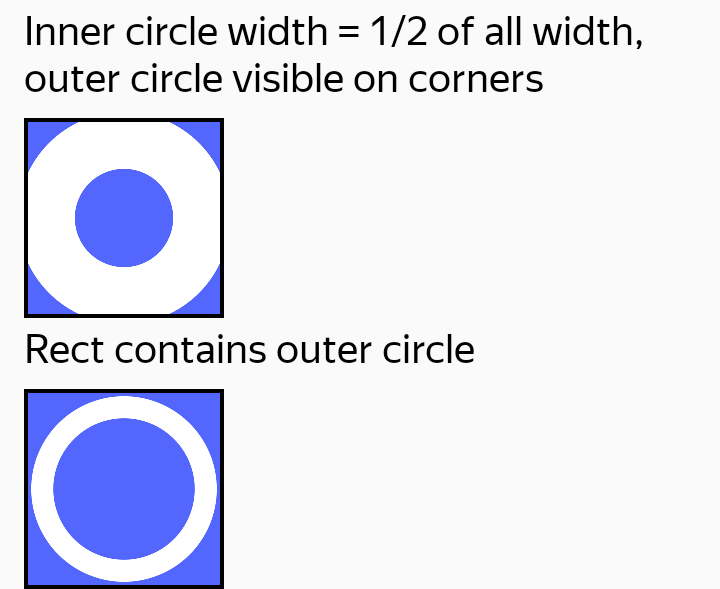 Inner circle width = 1/2 of all width,
outer circle visible on corners
Rect contains outer circle